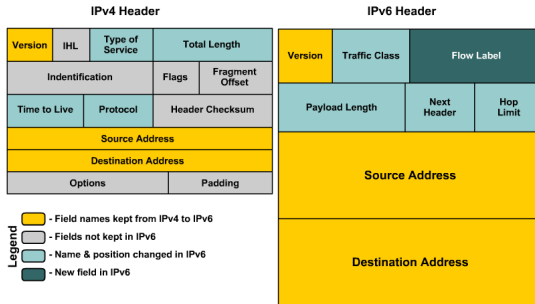 IPv4 Header
Version
IHL
Type of
Service
Total Length
Indentification
Flags
Fragment
Offset
Time to Live
Protocol
Header Checksum
Source Address
Destination Address
Options
Padding
Legend
- Field names kept from IPv4 to IPv6
- Fields not kept in IPv6
- Name & position changed in IPv6
- New field in IPv6
IPv6 Header
Version
Traffic Class
Flow Label
Payload Length
Next
Header
Hop
Limit
Source Address
Destination Address